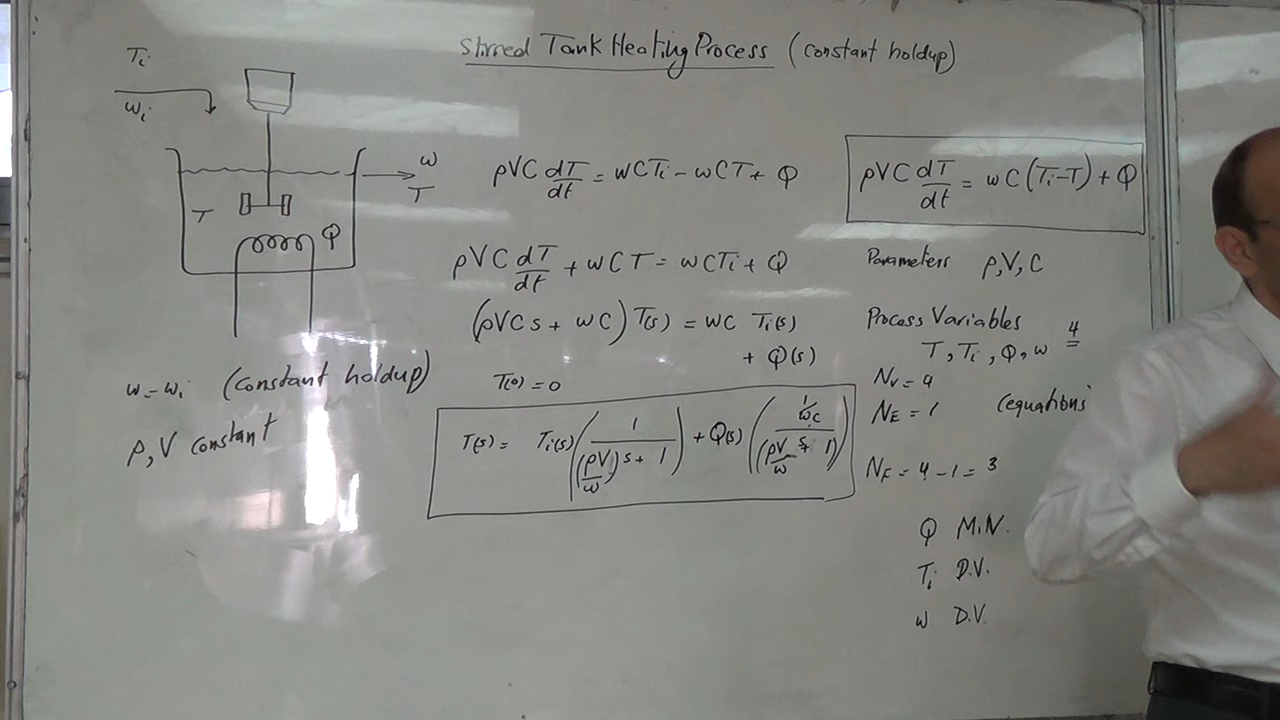 Stirred Tank Heating Process (constant holdup)
Ti
wi
w
T
T
Q
w = wi (constant holdup)
ρ, V constant
ρVC dT/dt = wCTi - wCT + Q
ρVC dT/dt + wCT = wCTi + Q
(ρVCs + wC) T(s) = wC Ti(s)
+ Q(s)
T(0) = 0
T(s) = Ti(s) (1 / ((ρV/w)s + 1)) + Q(s) ((1/wc) / (ρV/w s + 1))
ρVC dT/dt = wC(Ti-T) + Q
Parameters ρ, V, C
Process Variables
T, Ti, Q, w 4
Nv = 4
NE = 1 (equations
NF = 4 - 1 = 3
Q M.V.
Ti D.V.
w D.V.